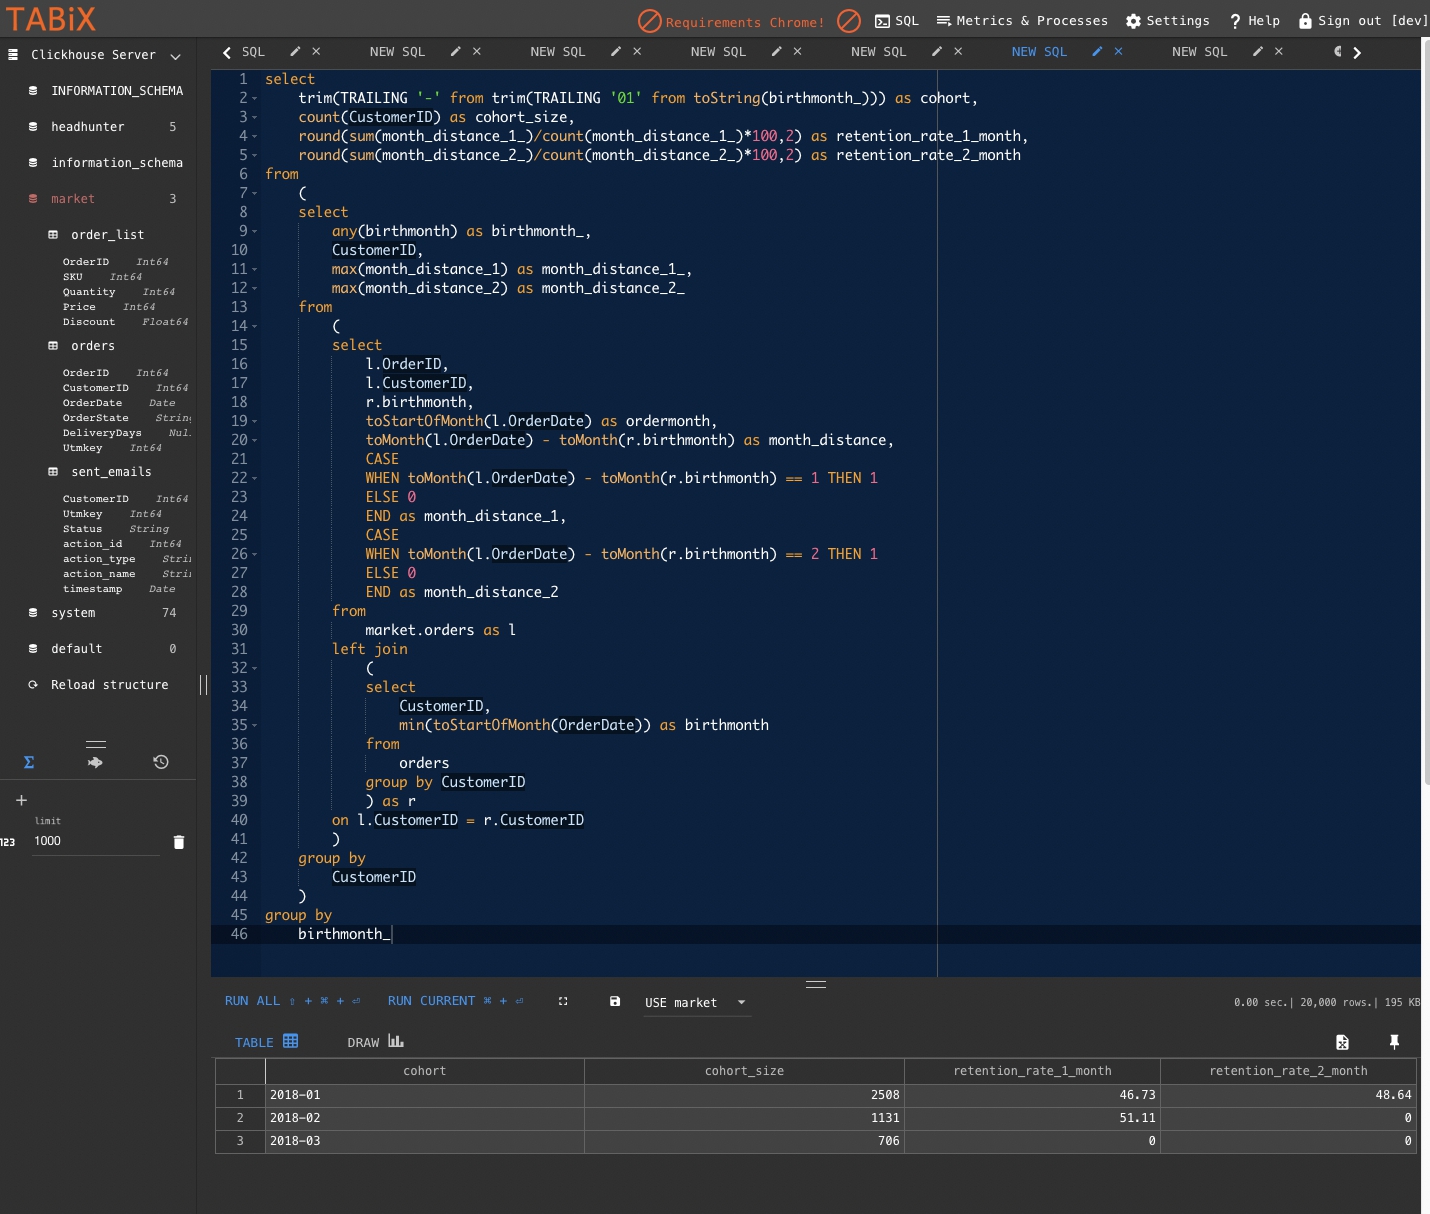 TABiX
Requirements Chrome! SQL Metrics & Processes Settings ? Help Sign out [dev]
Clickhouse Server
INFORMATION_SCHEMA
headhunter 5
information_schema
market 3
order_list
OrderID Int64
SKU Int64
Quantity Int64
Price Int64
Discount Float64
orders
OrderID Int64
CustomerID Int64
OrderDate Date
OrderState Strin
DeliveryDays Nul
Utmkey Int64
sent_emails
CustomerID Int64
Utmkey Int64
Status String
action_id Int64
action_type Stri
action_name Stri
timestamp Date
system 74
default 0
Reload structure
limit
123 1000
SQL NEW SQL NEW SQL NEW SQL NEW SQL NEW SQL NEW SQL
1 select
2 trim(TRAILING '-' from trim(TRAILING '01' from toString(birthmonth_))) as cohort,
3 count(CustomerID) as cohort_size,
4 round(sum(month_distance_1_)/count(month_distance_1_)*100,2) as retention_rate_1_month,
5 round(sum(month_distance_2_)/count(month_distance_2_)*100,2) as retention_rate_2_month
6 from
7 (
8 select
9 any(birthmonth) as birthmonth_,
10 CustomerID,
11 max(month_distance_1) as month_distance_1_,
12 max(month_distance_2) as month_distance_2_
13 from
14 (
15 select
16 l.OrderID,
17 l.CustomerID,
18 r.birthmonth,
19 toStartOfMonth(l.OrderDate) as ordermonth,
20 toMonth(l.OrderDate) - toMonth(r.birthmonth) as month_distance,
21 CASE
22 WHEN toMonth(l.OrderDate) - toMonth(r.birthmonth) == 1 THEN 1
23 ELSE 0
24 END as month_distance_1,
25 CASE
26 WHEN toMonth(l.OrderDate) - toMonth(r.birthmonth) == 2 THEN 1
27 ELSE 0
28 END as month_distance_2
29 from
30 market.orders as l
31 left join
32 (
33 select
34 CustomerID,
35 min(toStartOfMonth(OrderDate)) as birthmonth
36 from
37 orders
38 group by CustomerID
39 ) as r
40 on l.CustomerID = r.CustomerID
41 )
42 group by
43 CustomerID
44 )
45 group by
46 birthmonth_
RUN ALL ⇧ + ⌘ + ⏎ RUN CURRENT ⌘ + ⏎ USE market 0.00 sec.| 20,000 rows.| 195 KB
TABLE DRAW
cohort cohort_size retention_rate_1_month retention_rate_2_month
1 2018-01 2508 46.73 48.64
2 2018-02 1131 51.11 0
3 2018-03 706 0 0